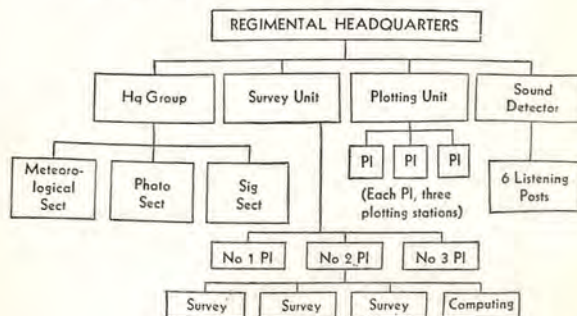 REGIMENTAL HEADQUARTERS
Hq Group
Survey Unit
Plotting Unit
Sound
Detector
Meteoro-
logical
Sect
Photo
Sect
Sig
Sect
Pl
Pl
Pl
(Each Pl, three
plotting stations)
6 Listening
Posts
No 1 Pl
No 2 Pl
No 3 Pl
Survey
Survey
Survey
Computing